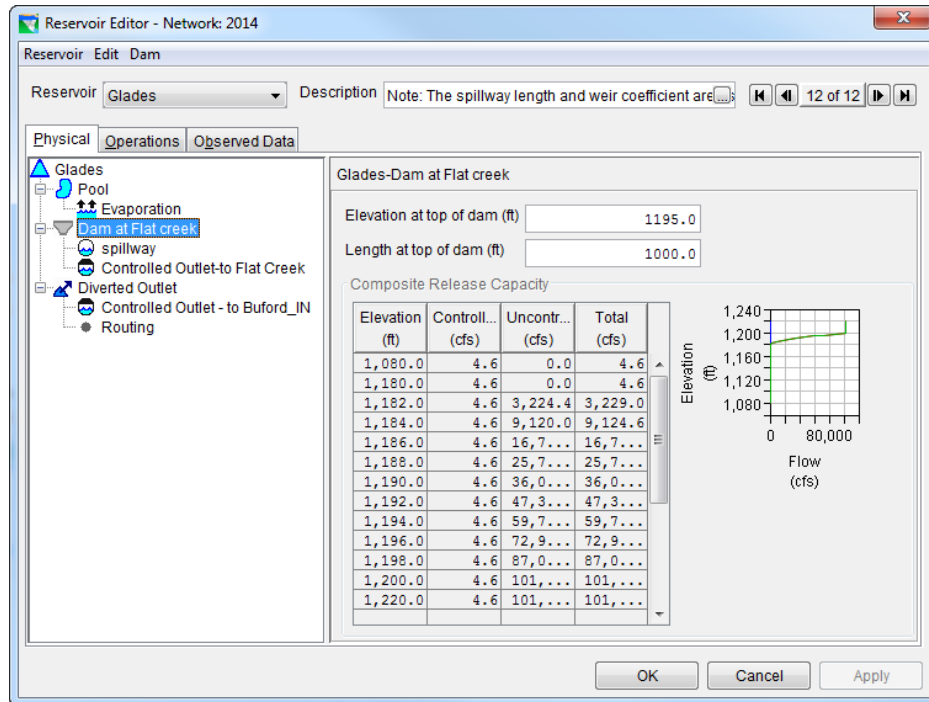 Reservoir Editor - Network: 2014
Reservoir Edit Dam
Reservoir Glades Description Note: The spillway length and weir coefficient are ... 12 of 12
Physical Operations Observed Data
Glades
Pool
Evaporation
Dam at Flat creek
spillway
Controlled Outlet-to Flat Creek
Diverted Outlet
Controlled Outlet - to Buford_IN
Routing
Glades-Dam at Flat creek
Elevation at top of dam (ft) 1195.0
Length at top of dam (ft) 1000.0
Composite Release Capacity
Elevation (ft) Controll... (cfs) Uncontr... (cfs) Total (cfs)
1,080.0 4.6 0.0 4.6
1,180.0 4.6 0.0 4.6
1,182.0 4.6 3,224.4 3,229.0
1,184.0 4.6 9,120.0 9,124.6
1,186.0 4.6 16,7... 16,7...
1,188.0 4.6 25,7... 25,7...
1,190.0 4.6 36,0... 36,0...
1,192.0 4.6 47,3... 47,3...
1,194.0 4.6 59,7... 59,7...
1,196.0 4.6 72,9... 72,9...
1,198.0 4.6 87,0... 87,0...
1,200.0 4.6 101,... 101,...
1,220.0 4.6 101,... 101,...
Elevation
(ft)
1,240
1,200
1,160
1,120
1,080
0 80,000
Flow
(cfs)
OK Cancel Apply